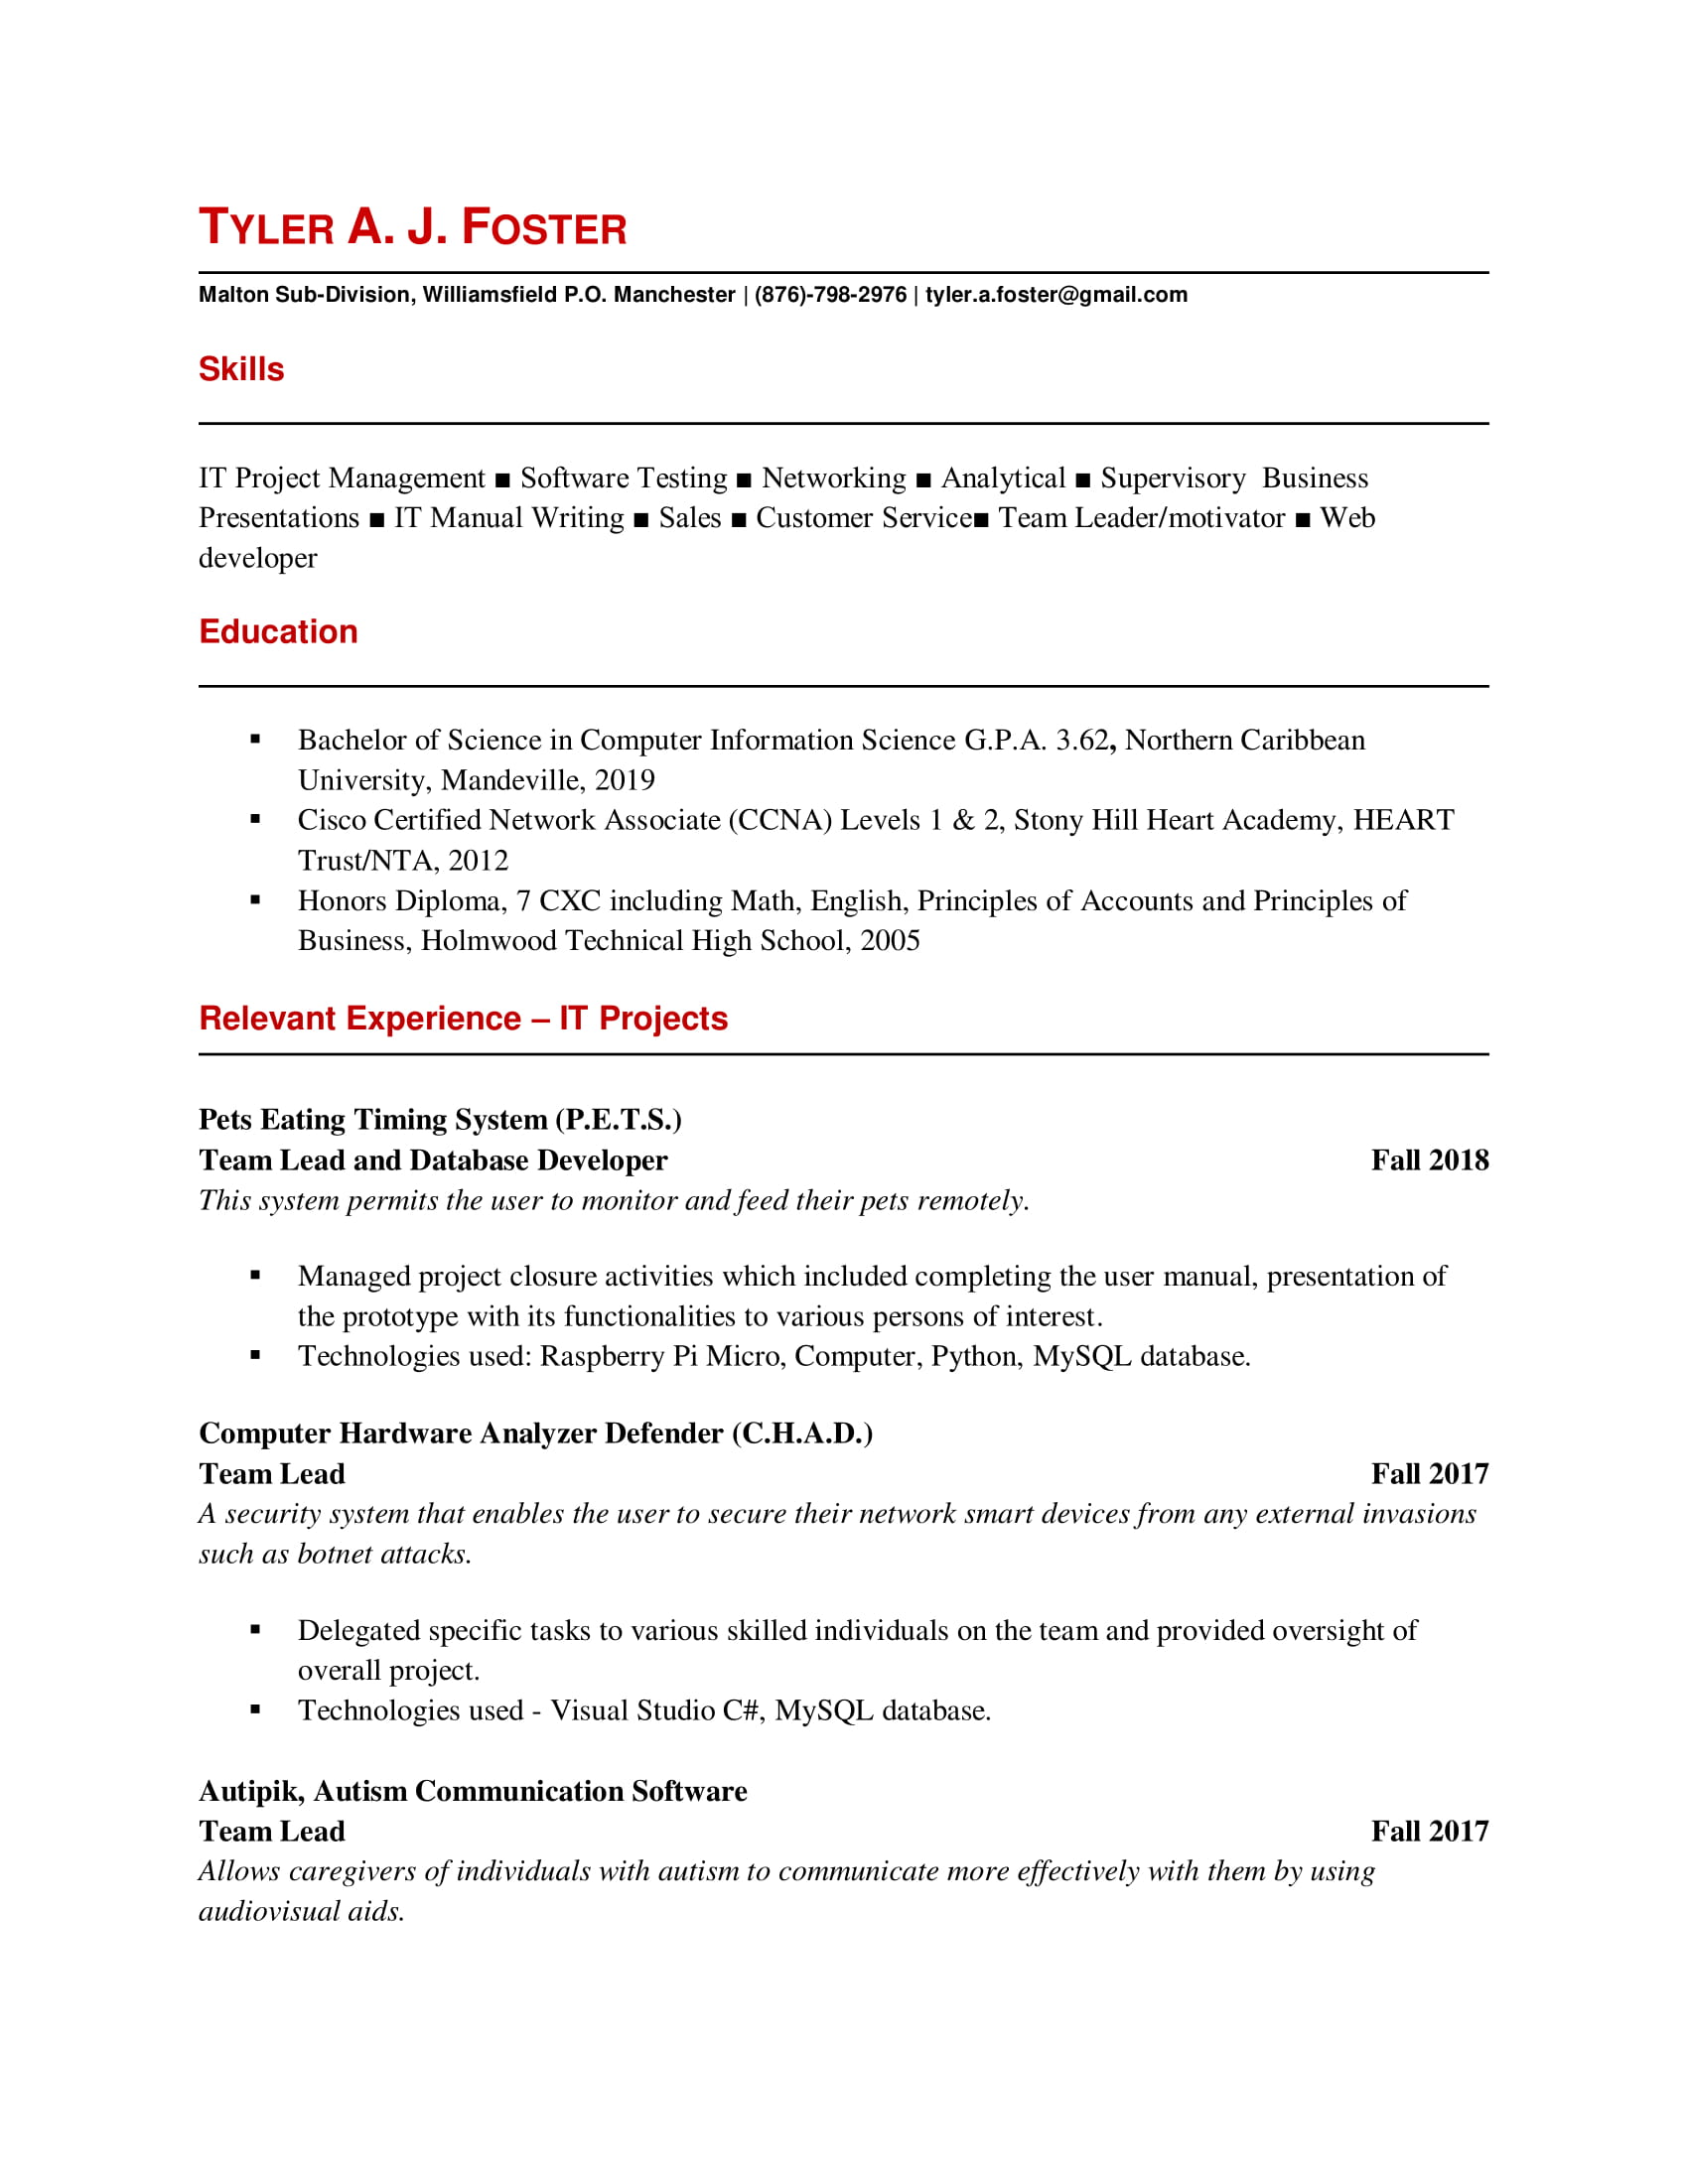 TYLER A. J. FOSTER
Malton Sub-Division, Williamsfield P.O. Manchester | (876)-798-2976 | tyler.a.foster@gmail.com
Skills
IT Project Management ■ Software Testing ■ Networking ■ Analytical ■ Supervisory  Business
Presentations ■ IT Manual Writing ■ Sales ■ Customer Service■ Team Leader/motivator ■ Web
developer
Education
▪ Bachelor of Science in Computer Information Science G.P.A. 3.62, Northern Caribbean
University, Mandeville, 2019
▪ Cisco Certified Network Associate (CCNA) Levels 1 & 2, Stony Hill Heart Academy, HEART
Trust/NTA, 2012
▪ Honors Diploma, 7 CXC including Math, English, Principles of Accounts and Principles of
Business, Holmwood Technical High School, 2005
Relevant Experience – IT Projects
Pets Eating Timing System (P.E.T.S.)
Team Lead and Database Developer Fall 2018
This system permits the user to monitor and feed their pets remotely.
▪ Managed project closure activities which included completing the user manual, presentation of
the prototype with its functionalities to various persons of interest.
▪ Technologies used: Raspberry Pi Micro, Computer, Python, MySQL database.
Computer Hardware Analyzer Defender (C.H.A.D.)
Team Lead Fall 2017
A security system that enables the user to secure their network smart devices from any external invasions
such as botnet attacks.
▪ Delegated specific tasks to various skilled individuals on the team and provided oversight of
overall project.
▪ Technologies used - Visual Studio C#, MySQL database.
Autipik, Autism Communication Software
Team Lead Fall 2017
Allows caregivers of individuals with autism to communicate more effectively with them by using
audiovisual aids.